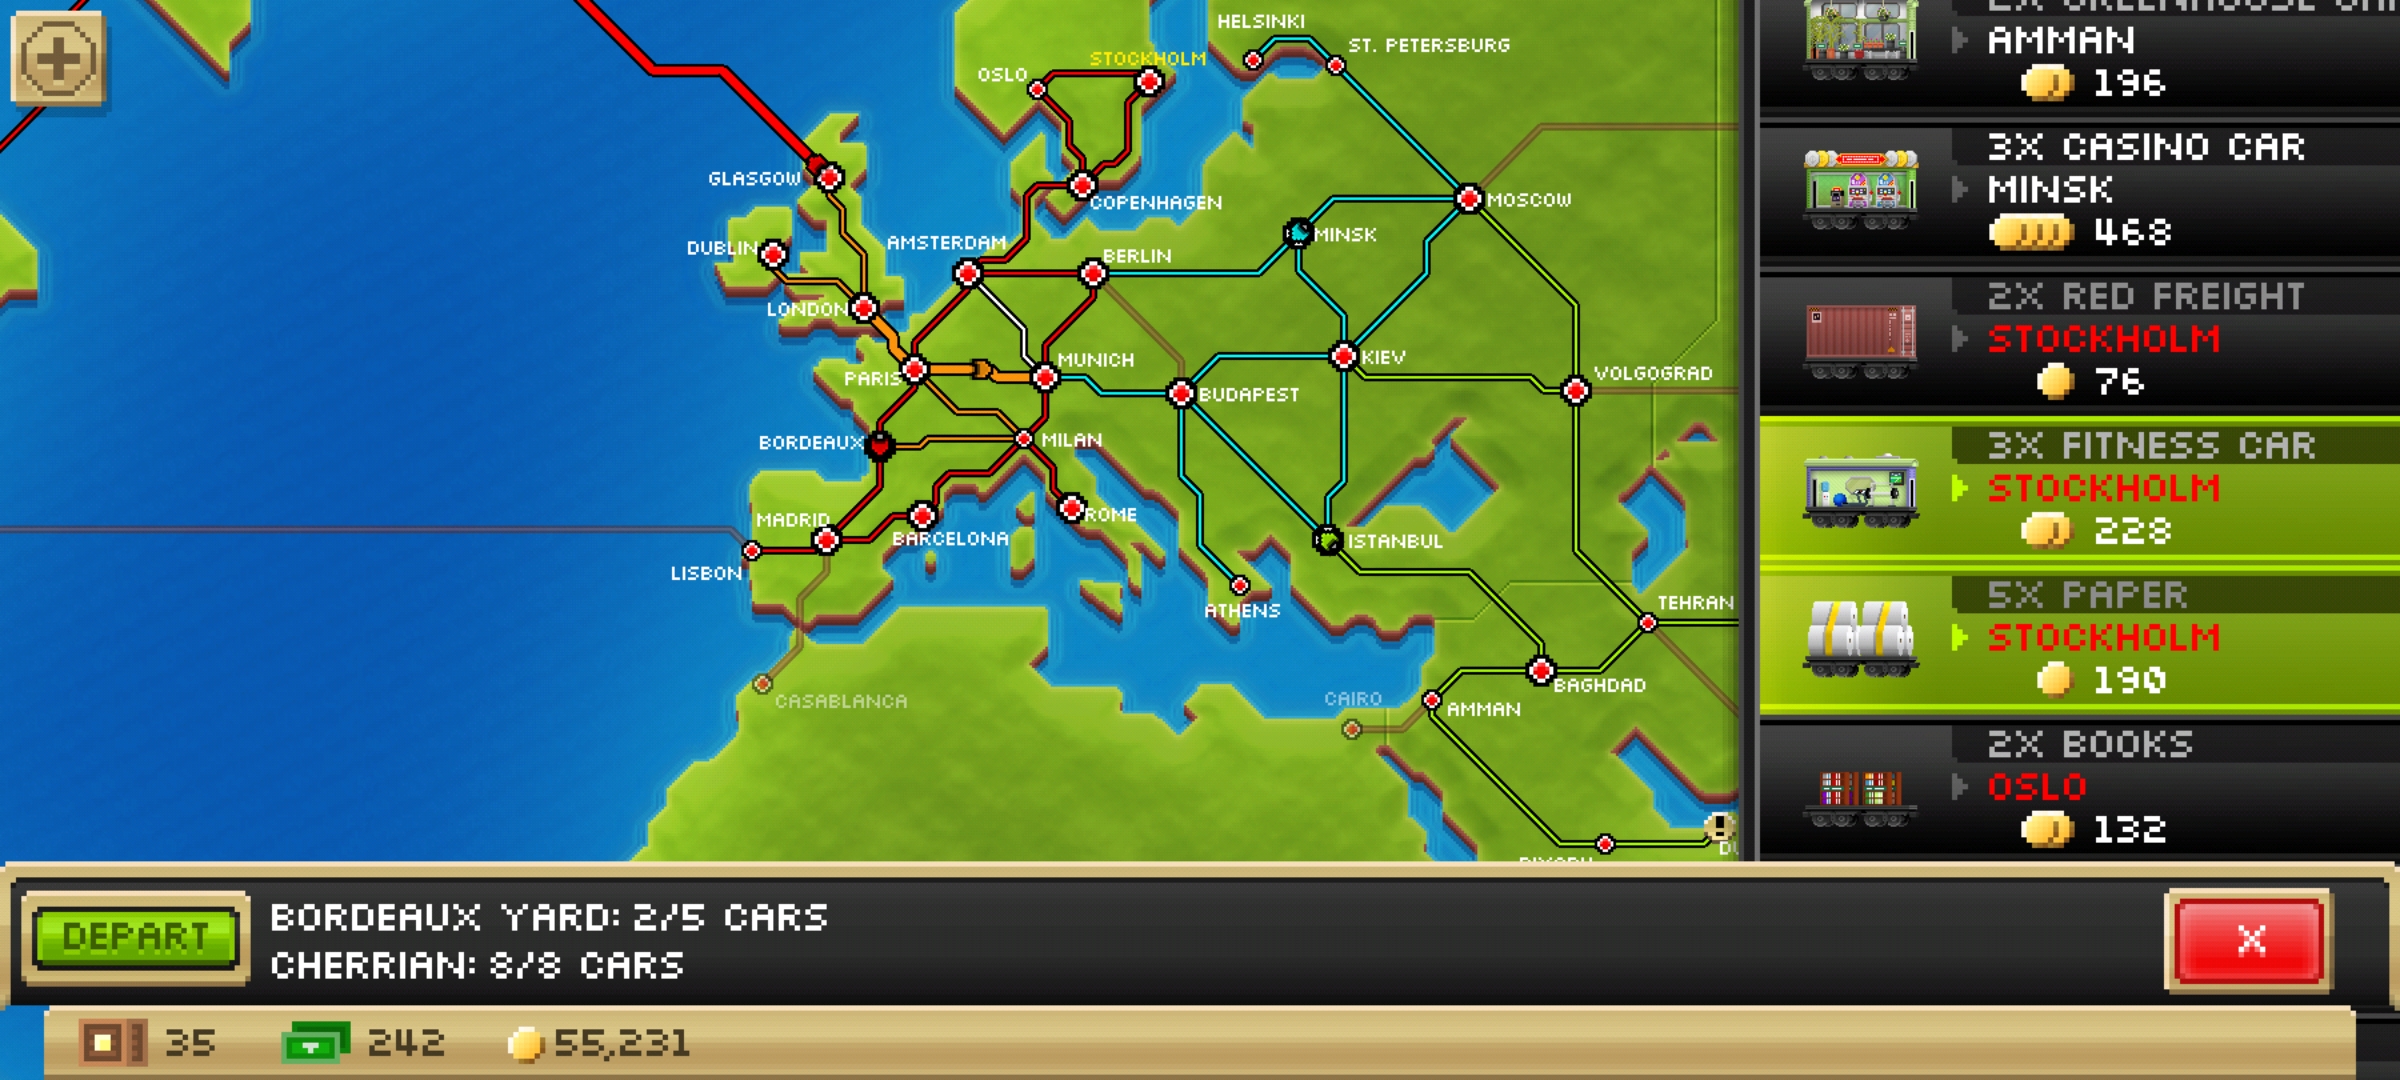 HELSINKI
ST. PETERSBURG
STOCKHOLM
OSLO
GLASGOW
COPENHAGEN
MOSCOW
DUBLIN
AMSTERDAM
BERLIN
MINSK
LONDON
PARIS
MUNICH
KIEV
BUDAPEST
VOLGOGRAD
BORDEAUX
MILAN
MADRID
BARCELONA
ROME
ISTANBUL
LISBON
ATHENS
TEHRAN
CASABLANCA
CAIRO
BAGHDAD
AMMAN
2X GREENHOUSE
AMMAN
196
3X CASINO CAR
MINSK
468
2X RED FREIGHT
STOCKHOLM
76
3X FITNESS CAR
STOCKHOLM
228
5X PAPER
STOCKHOLM
190
2X BOOKS
OSLO
132
DEPART
BORDEAUX YARD: 2/5 CARS
CHERRIAN: 8/8 CARS
X
35
242
55,231